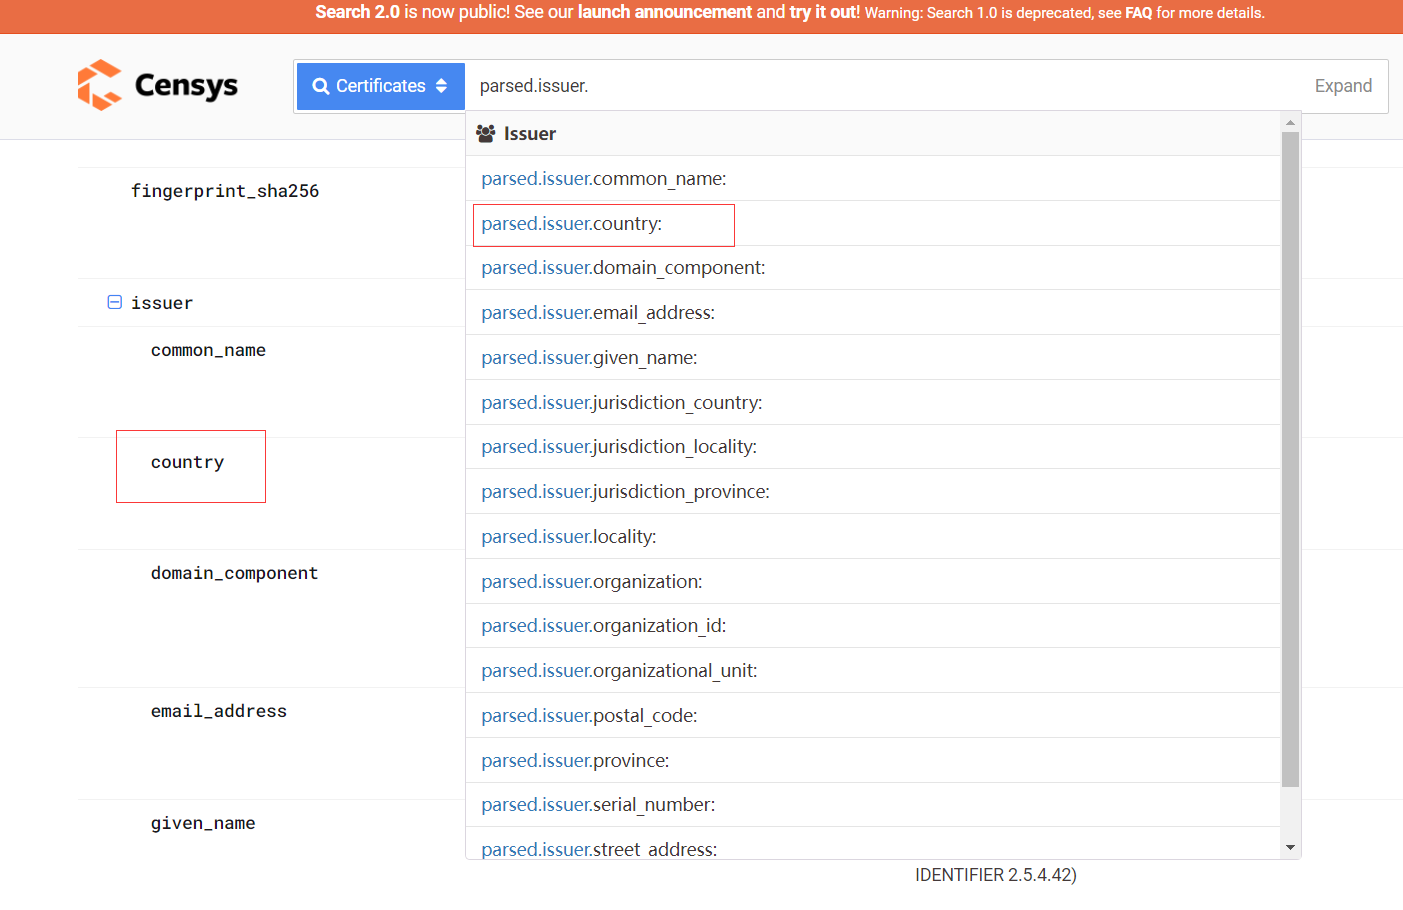 Search 2.0 is now public! See our launch announcement and try it out! Warning: Search 1.0 is deprecated, see FAQ for more details.
Censys
Certificates
parsed.issuer.
Expand
Issuer
parsed.issuer.common_name:
parsed.issuer.country:
parsed.issuer.domain_component:
parsed.issuer.email_address:
parsed.issuer.given_name:
parsed.issuer.jurisdiction_country:
parsed.issuer.jurisdiction_locality:
parsed.issuer.jurisdiction_province:
parsed.issuer.locality:
parsed.issuer.organization:
parsed.issuer.organization_id:
parsed.issuer.organizational_unit:
parsed.issuer.postal_code:
parsed.issuer.province:
parsed.issuer.serial_number:
parsed.issuer.street_address:
fingerprint_sha256
issuer
common_name
country
domain_component
email_address
given_name
IDENTIFIER 2.5.4.42)